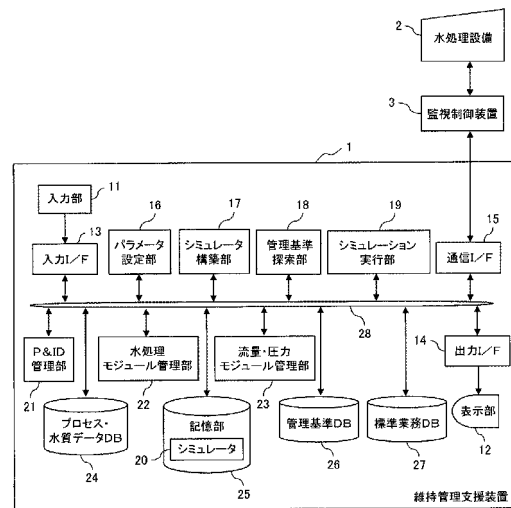 2
水処理設備
3
監視制御装置
1
11
入力部
13
入力I/F
16
パラメータ
設定部
17
シミュレータ
構築部
18
管理基準
探索部
19
シミュレーション
実行部
15
通信I/F
28
P&ID
管理部
21
水処理
モジュール管理部
22
流量・圧力
モジュール管理部
23
14
出力I/F
プロセス・
水質データDB
24
記憶部
20
シミュレータ
25
管理基準DB
26
標準業務DB
27
表示部
12
維持管理支援装置